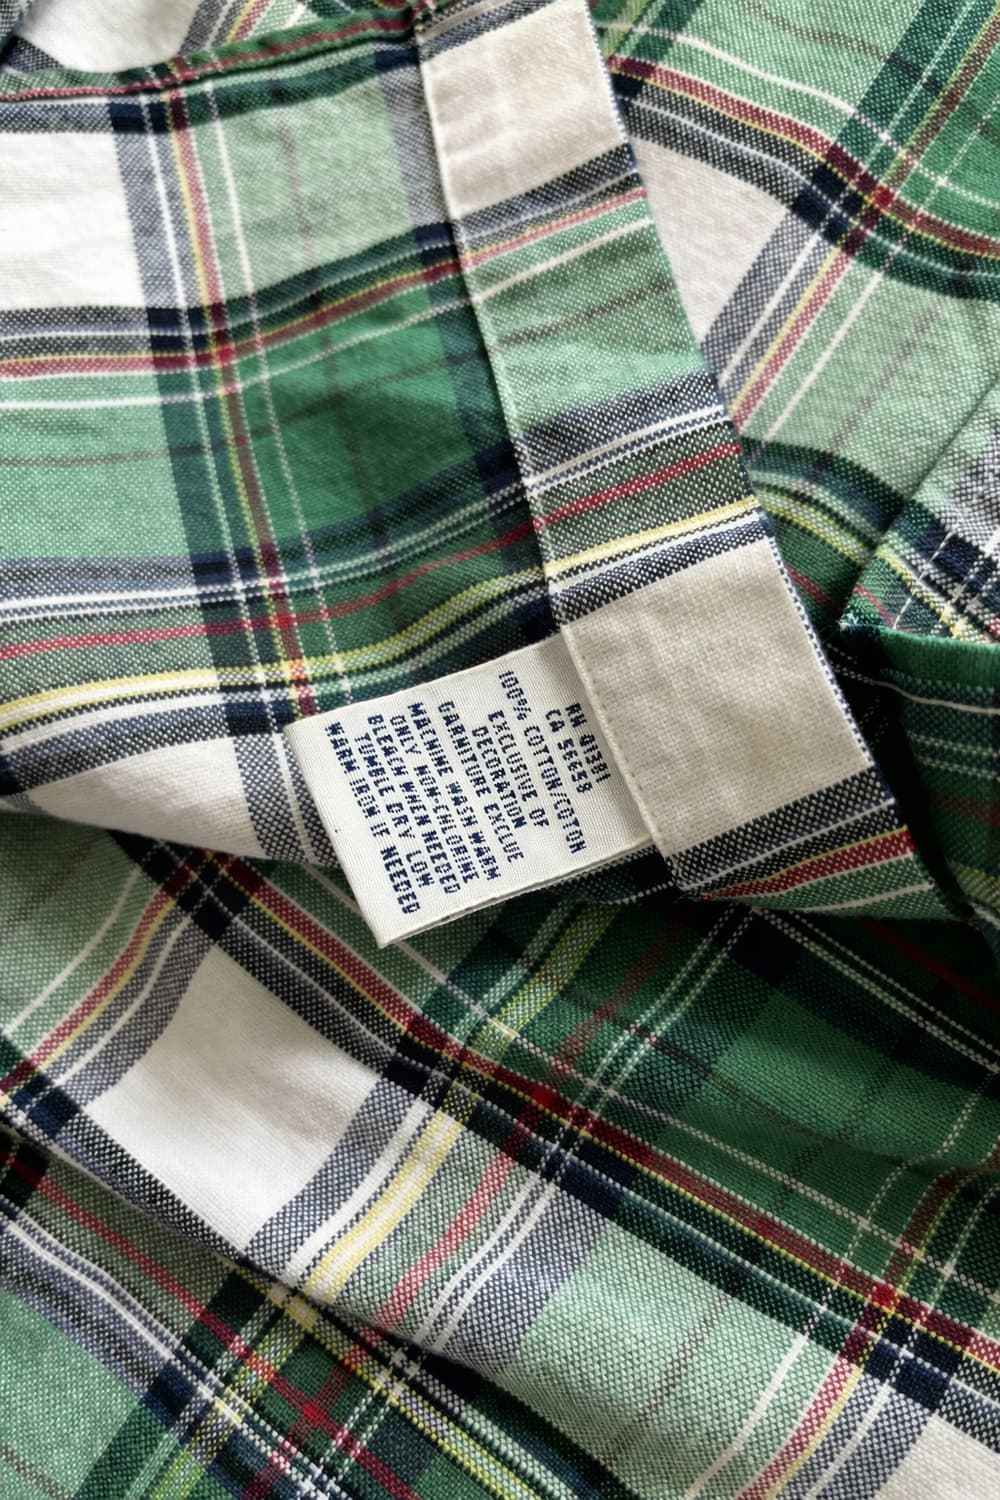 RN 41381
CA 5658
100% COTTON/COTON
EXCLUSIVE OF
DECORATION
GARNITURE EXCLUE
MACHINE WASH WARM
ONLY NON-CHLORINE
BLEACH WHEN NEEDED
TUMBLE DRY LOW
WARM IRON IF NEEDED